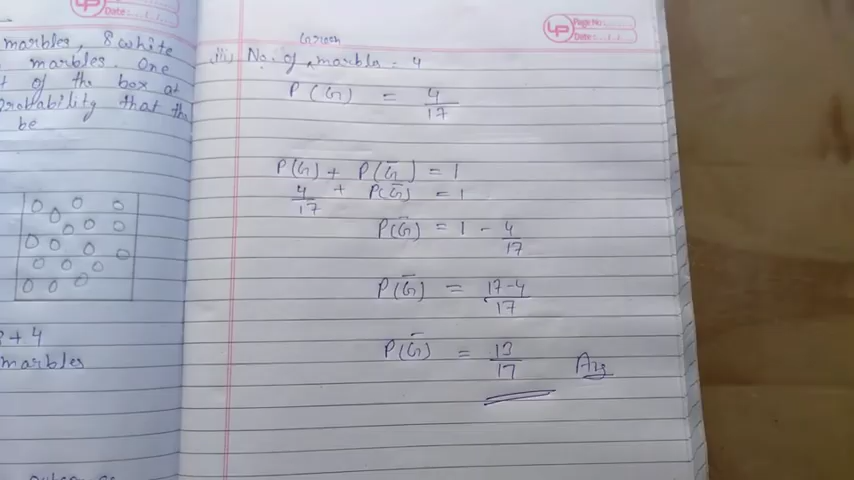 Date:
marbles, 8 white
marbles. One
of the box at
probability that the
be
+ 4
marbles
Page No:
Date:
Green
iii) No. of ^ marble = 4
P(G) = 4/17
P(G) + P(G̅) = 1
4/17 + P(G̅) = 1
P(G̅) = 1 - 4/17
P(G̅) = 17-4/17
P(G̅) = 13/17 Ans